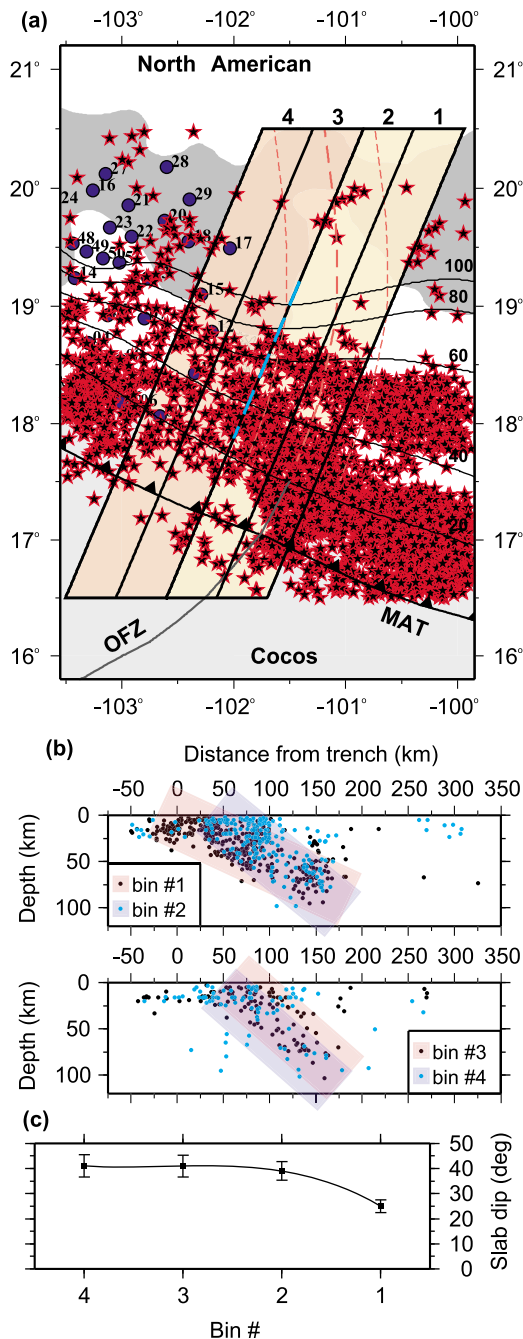 (a)
−103° −102° −101° −100°
21° 21°
North American
4 3 2 1
28
27
20° 20°
24 16 29
21
20
23 22
48 18 17
49
14 15 100
19° 19°
80
60
18° 18°
40
20
17° 17°
MAT
OFZ
16° 16°
Cocos
−103° −102° −101° −100°
(b)
Distance from trench (km)
−50 0 50 100 150 200 250 300 350
Depth (km)
0
50
100
bin #1
bin #2
−50 0 50 100 150 200 250 300 350
Depth (km)
0
50
100
bin #3
bin #4
(c)
50
40
30
20
10
0
Slab dip (deg)
4 3 2 1
Bin #